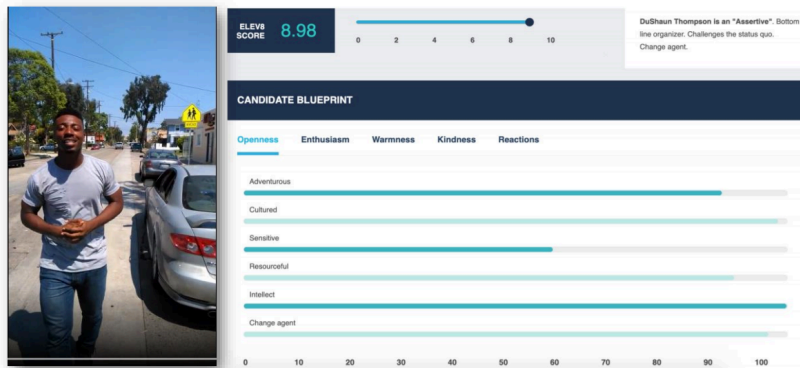 ELEV8
SCORE
8.98
0 2 4 6 8 10
DuShaun Thompson is an "Assertive". Bottom
line organizer. Challenges the status quo.
Change agent.
CANDIDATE BLUEPRINT
Openness Enthusiasm Warmness Kindness Reactions
Adventurous
Cultured
Sensitive
Resourceful
Intellect
Change agent
0 10 20 30 40 50 60 70 80 90 100